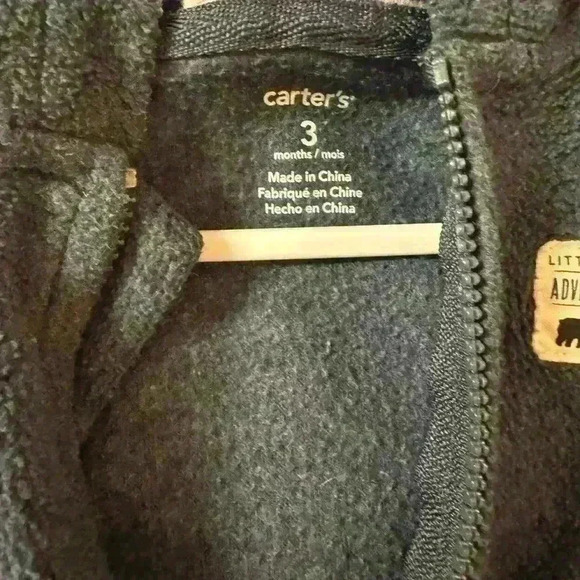 carter's
3
months / mois
Made in China
Fabriqué en Chine
Hecho en China
LITT
ADV